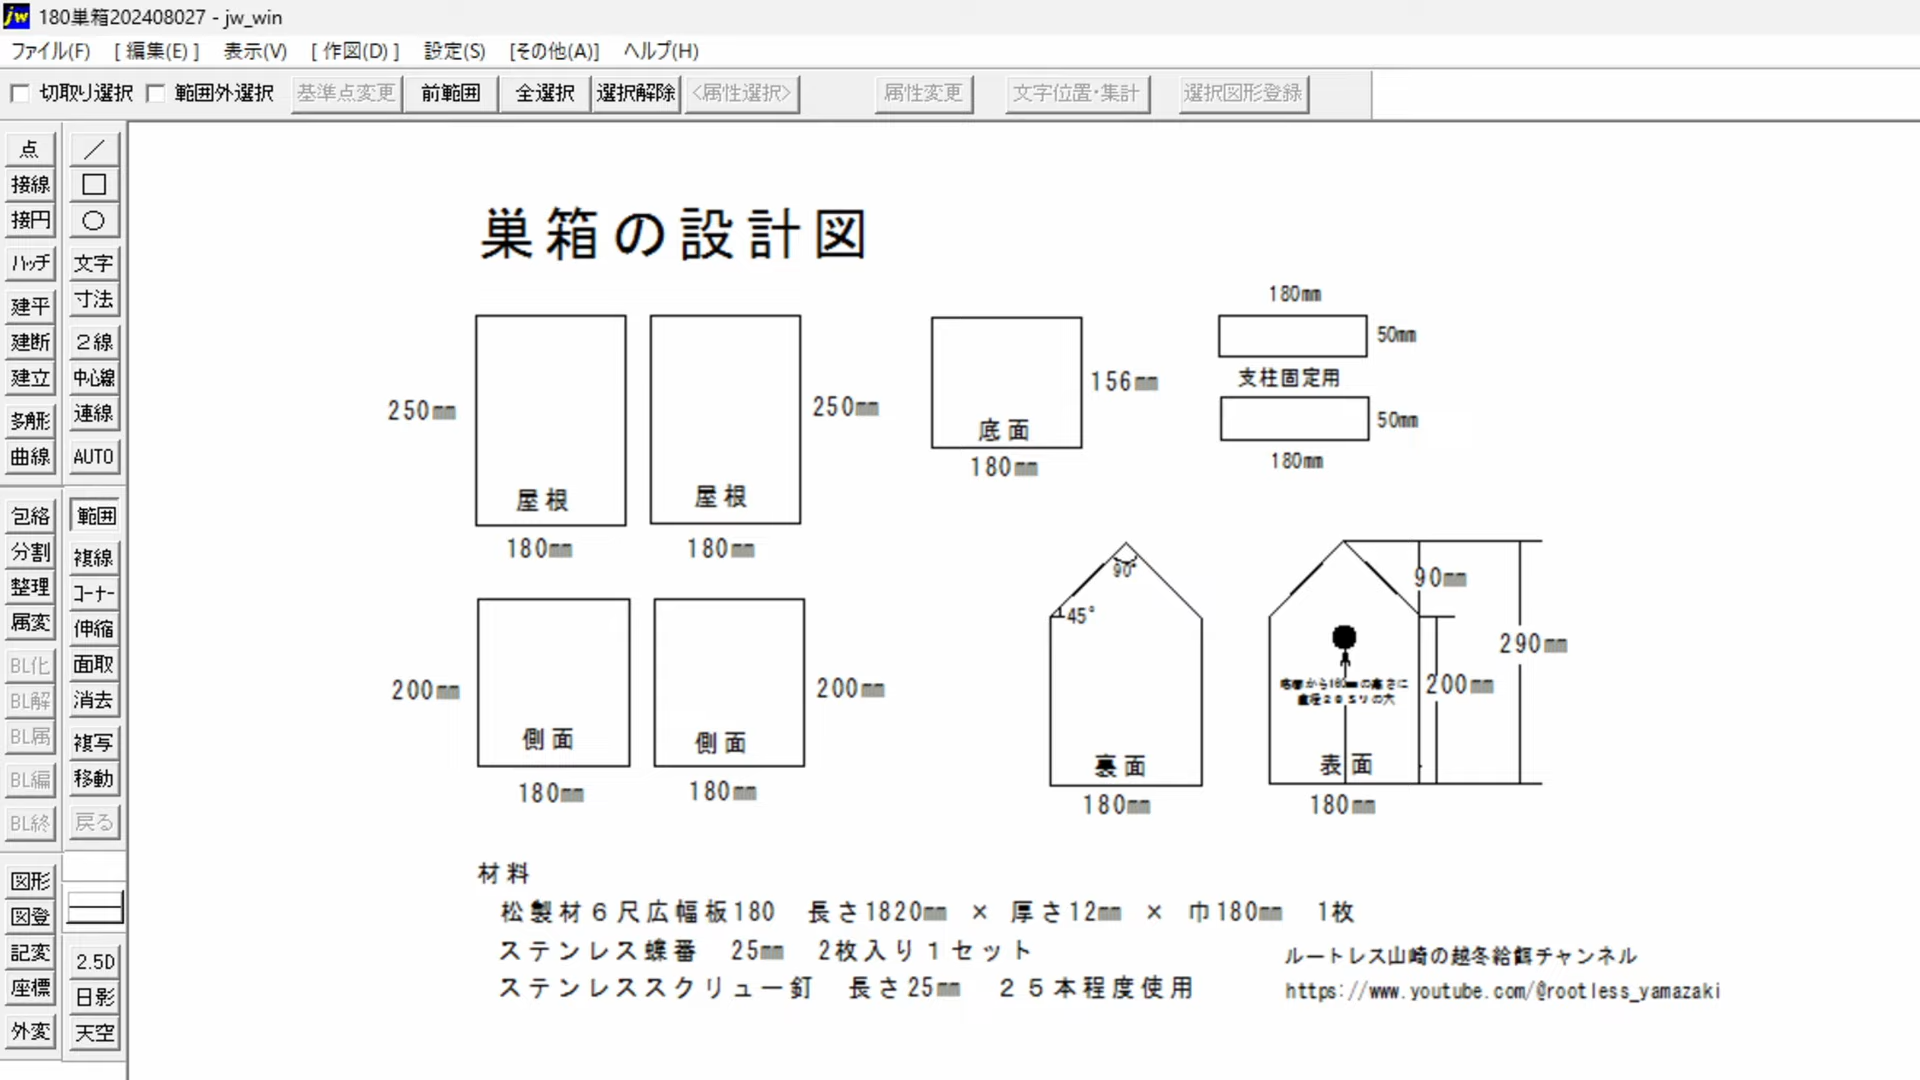 180巣箱202408027 - jw_win
ファイル(F) [ 編集(E) ] 表示(V) [ 作図(D) ] 設定(S) [その他(A)] ヘルプ(H)
切取り選択 範囲外選択 基準点変更 前範囲 全選択 選択解除 <属性選択> 属性変更 文字位置・集計 選択図形登録
点
接線
接円
ハッチ 文字
建平 寸法
建断 2線
建立 中心線
多角形 連線
曲線 AUTO
包絡 範囲
分割 複線
整理 コーナー
属変 伸縮
BL化 面取
BL解 消去
BL属 複写
BL編 移動
BL終 戻る
図形
図登
記変 2.5D
座標 日影
外変 天空
巣箱の設計図
250mm 屋根 180mm
屋根 250mm 180mm
底面 156mm 180mm
180mm
50mm
支柱固定用
50mm
180mm
200mm 側面 180mm
側面 200mm 180mm
90°
45°
裏面
180mm
90mm
290mm
200mm
表面
180mm
材料
松製材6尺広幅板180 長さ1820mm × 厚さ12mm × 巾180mm 1枚
ステンレス蝶番 25mm 2枚入り1セット
ステンレススクリュー釘 長さ25mm 25本程度使用
ルートレス山崎の越冬給餌チャンネル
https://www.youtube.com/@rootless_yamazaki